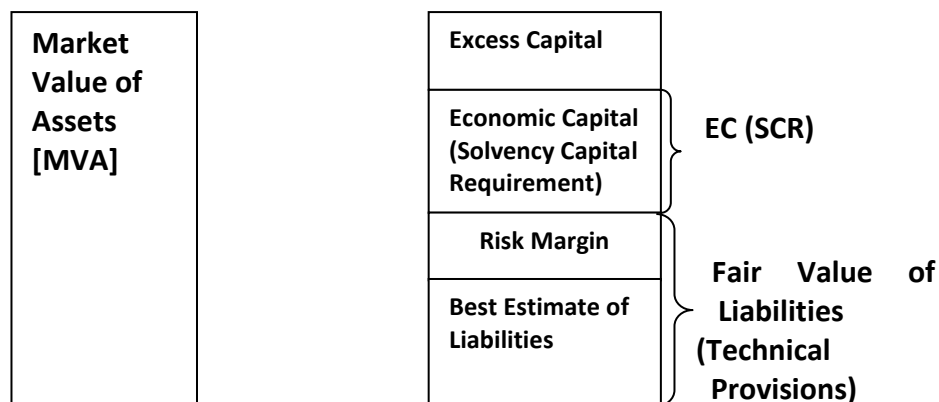 Market
Value of
Assets
[MVA]
Excess Capital
Economic Capital
(Solvency Capital
Requirement)
EC (SCR)
Risk Margin
Best Estimate of
Liabilities
Fair Value of
Liabilities
(Technical
Provisions)